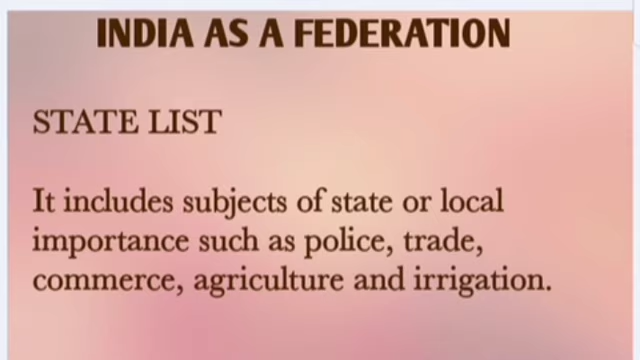 INDIA AS A FEDERATION
STATE LIST
It includes subjects of state or local
importance such as police, trade,
commerce, agriculture and irrigation.